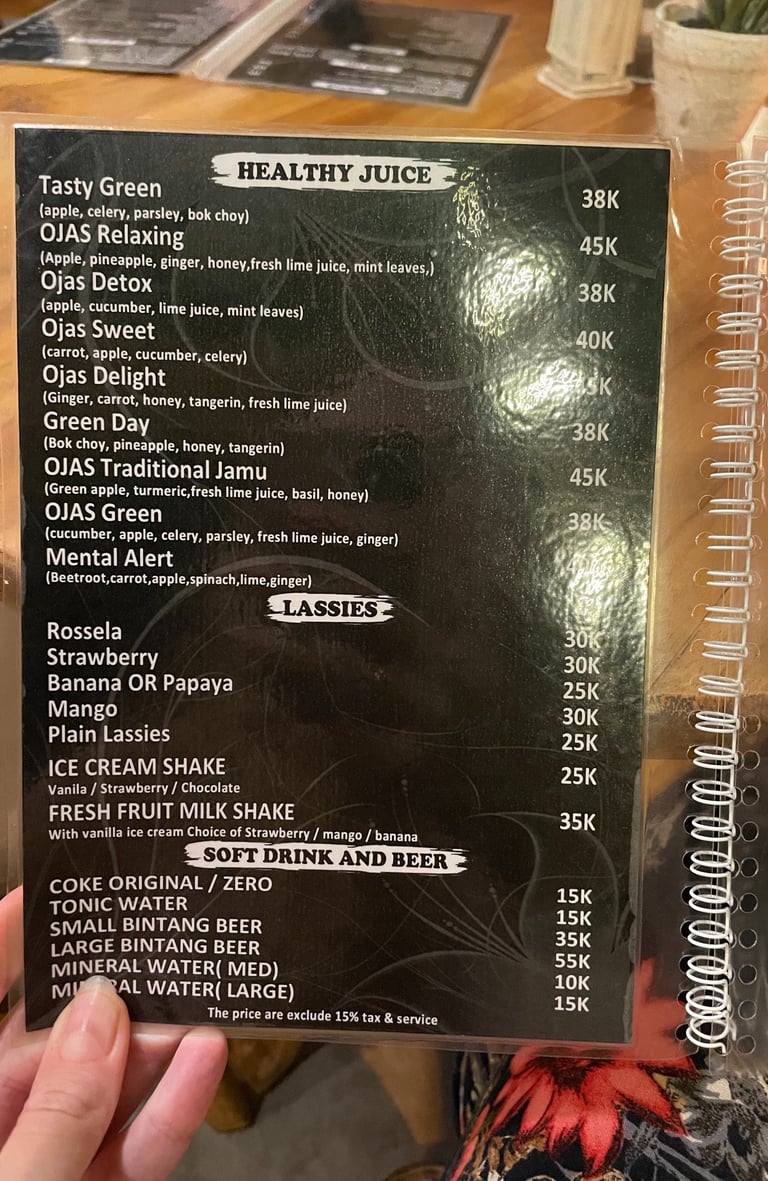 HEALTHY JUICE
Tasty Green 38K
(apple, celery, parsley, bok choy)
OJAS Relaxing 45K
(Apple, pineapple, ginger, honey,fresh lime juice, mint leaves,)
Ojas Detox 38K
(apple, cucumber, lime juice, mint leaves)
Ojas Sweet 40K
(carrot, apple, cucumber, celery)
Ojas Delight
(Ginger, carrot, honey, tangerin, fresh lime juice)
Green Day 38K
(Bok choy, pineapple, honey, tangerin)
OJAS Traditional Jamu 45K
(Green apple, turmeric,fresh lime juice, basil, honey)
OJAS Green 38K
(cucumber, apple, celery, parsley, fresh lime juice, ginger)
Mental Alert
(Beetroot,carrot,apple,spinach,lime,ginger)
LASSIES
Rossela 30K
Strawberry 30K
Banana OR Papaya 25K
Mango 30K
Plain Lassies 25K
ICE CREAM SHAKE 25K
Vanila / Strawberry / Chocolate
FRESH FRUIT MILK SHAKE 35K
With vanilla ice cream Choice of Strawberry / mango / banana
SOFT DRINK AND BEER
COKE ORIGINAL / ZERO 15K
TONIC WATER 15K
SMALL BINTANG BEER 35K
LARGE BINTANG BEER 55K
MINERAL WATER( MED) 10K
MINERAL WATER( LARGE) 15K
The price are exclude 15% tax & service